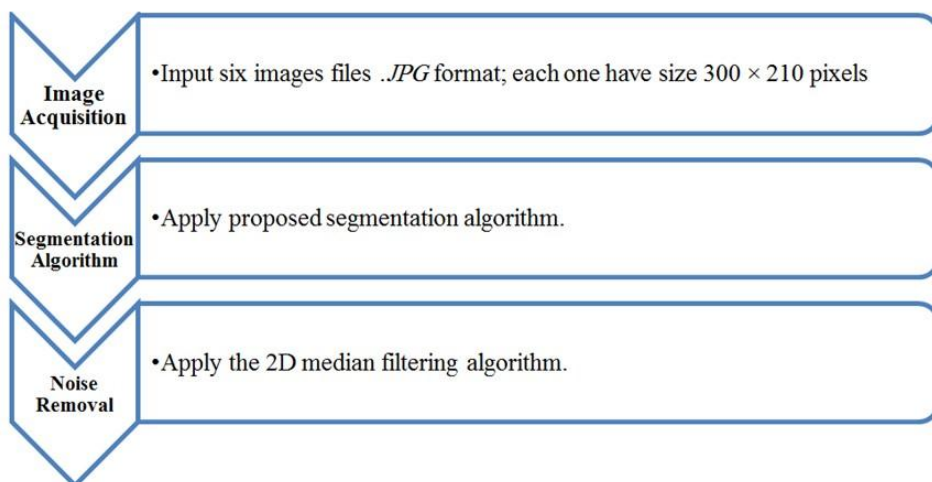 Image
Acquisition
•Input six images files .JPG format; each one have size 300 × 210 pixels
Segmentation
Algorithm
•Apply proposed segmentation algorithm.
Noise
Removal
•Apply the 2D median filtering algorithm.